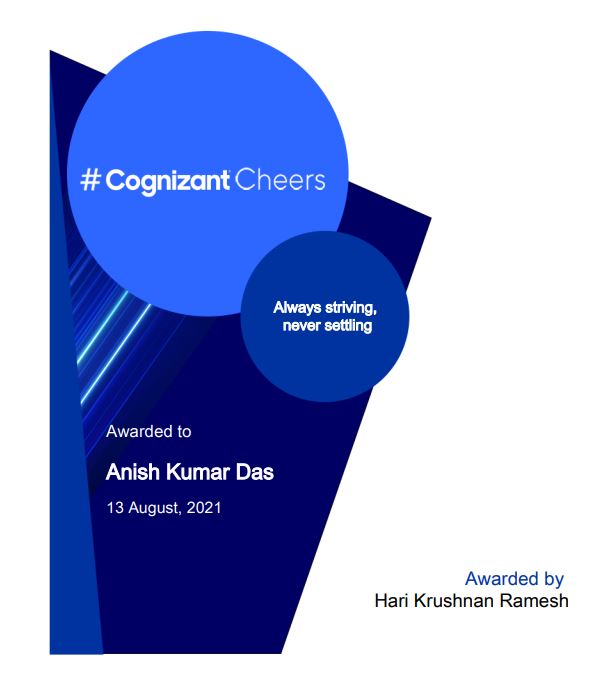 # Cognizant Cheers
Always striving,
never settling
Awarded to
Anish Kumar Das
13 August, 2021
Awarded by
Hari Krushnan Ramesh